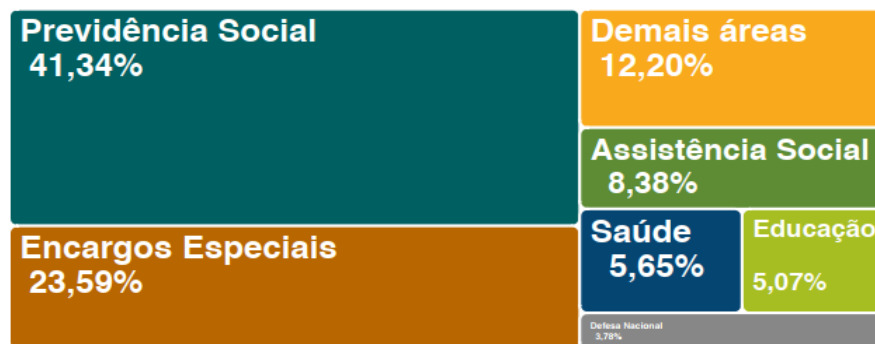 Previdência Social
41,34%
Encargos Especiais
23,59%
Demais áreas
12,20%
Assistência Social
8,38%
Saúde
5,65%
Educação
5,07%
Defesa Nacional
3,78%